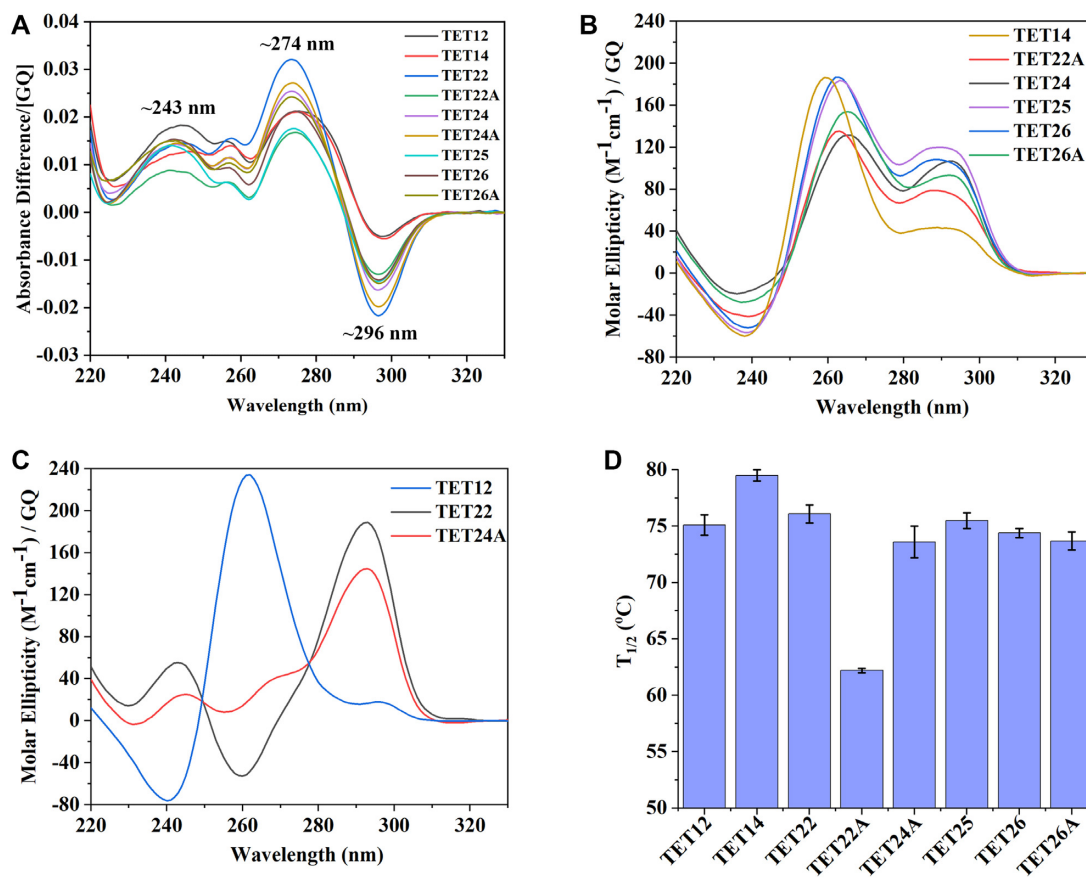 A
0.04
0.03
0.02
0.01
0.00
-0.01
-0.02
-0.03
Absorbance Difference/[GQ]
~243 nm
~274 nm
~296 nm
TET12
TET14
TET22
TET22A
TET24
TET24A
TET25
TET26
TET26A
220 240 260 280 300 320
Wavelength (nm)
B
240
200
160
120
80
40
0
-40
-80
Molar Ellipticity (M⁻¹cm⁻¹) / GQ
TET14
TET22A
TET24
TET25
TET26
TET26A
220 240 260 280 300 320
Wavelength (nm)
C
240
200
160
120
80
40
0
-40
-80
Molar Ellipticity (M⁻¹cm⁻¹) / GQ
TET12
TET22
TET24A
220 240 260 280 300 320
Wavelength (nm)
D
80
75
70
65
60
55
50
T1/2 (ºC)
TET12
TET14
TET22
TET22A
TET24A
TET25
TET26
TET26A